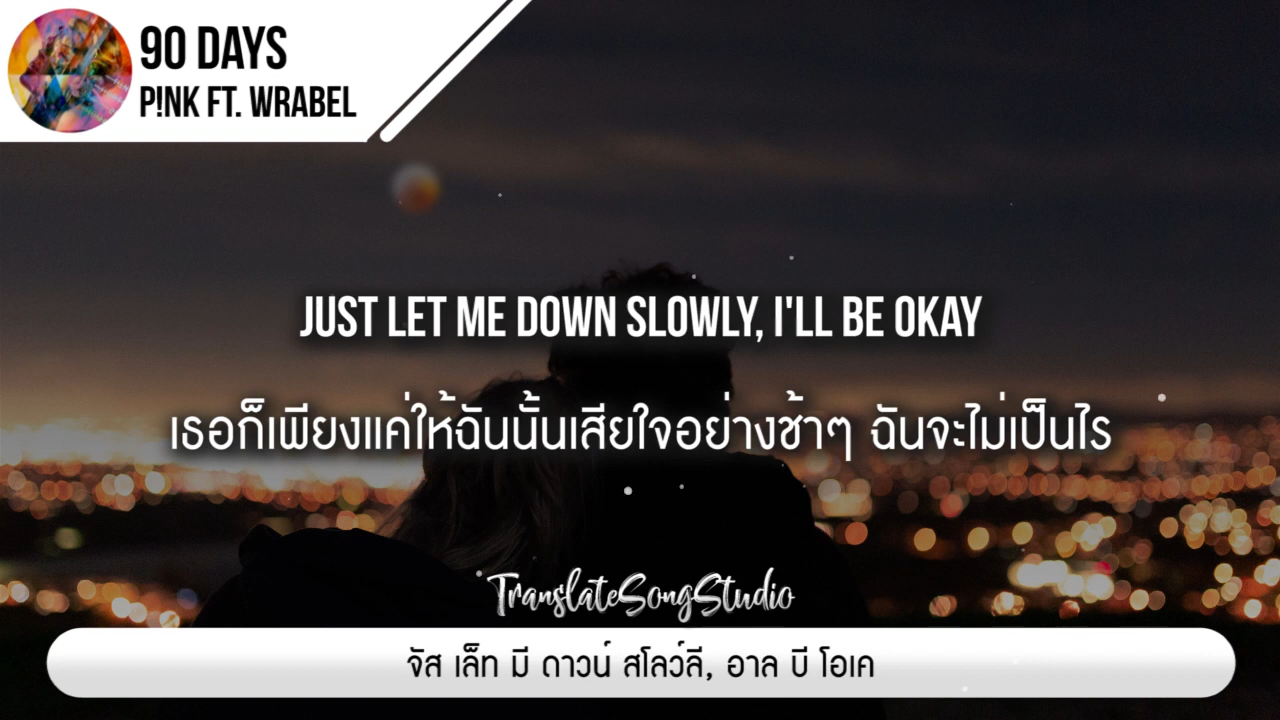 90 DAYS
P!NK FT. WRABEL
JUST LET ME DOWN SLOWLY, I'LL BE OKAY
เธอก็เพียงแค่ให้ฉันนั้นเสียใจอย่างช้าๆ ฉันจะไม่เป็นไร
TranslateSongStudio
จัส เล็ท มี ดาวน์ สโลว์ลี, อาล บี โอเค